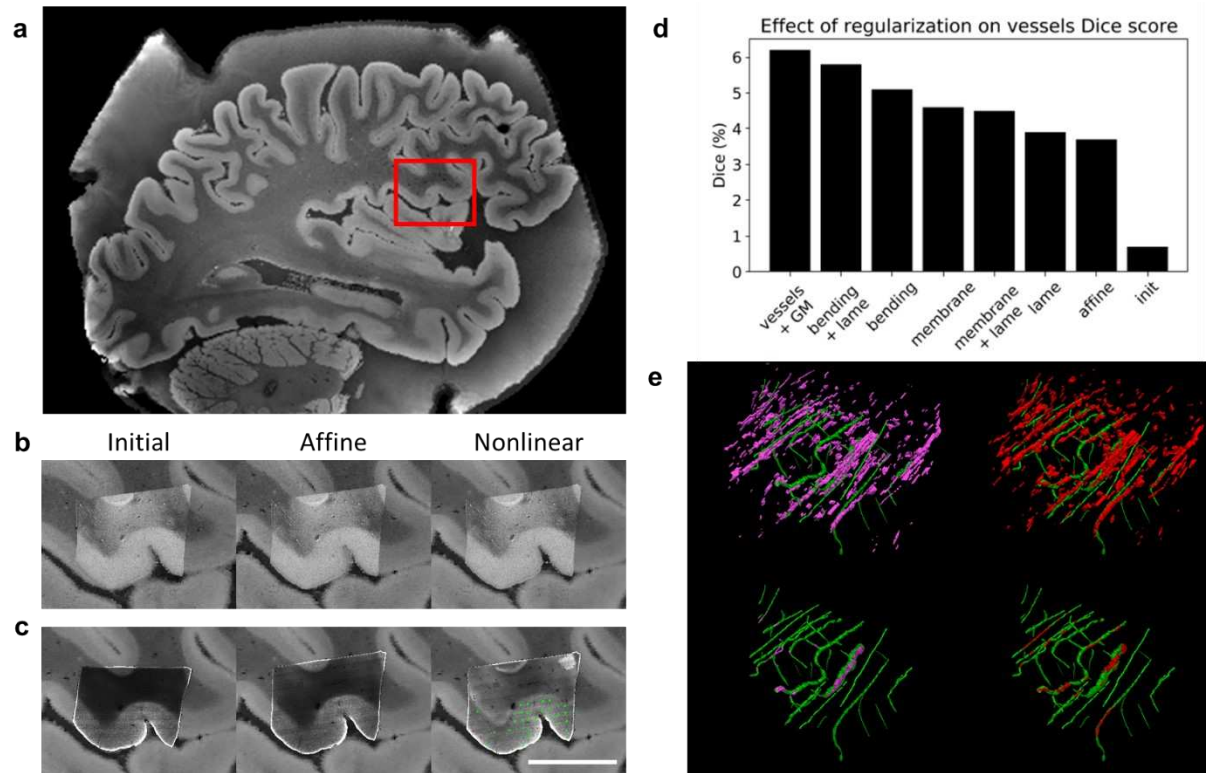 a
d
Effect of regularization on vessels Dice score
Dice (%)
6
5
4
3
2
1
0
vessels
+ GM
bending
+ lame
bending
membrane
membrane
+ lame
lame
affine
init
b
Initial
Affine
Nonlinear
c
e